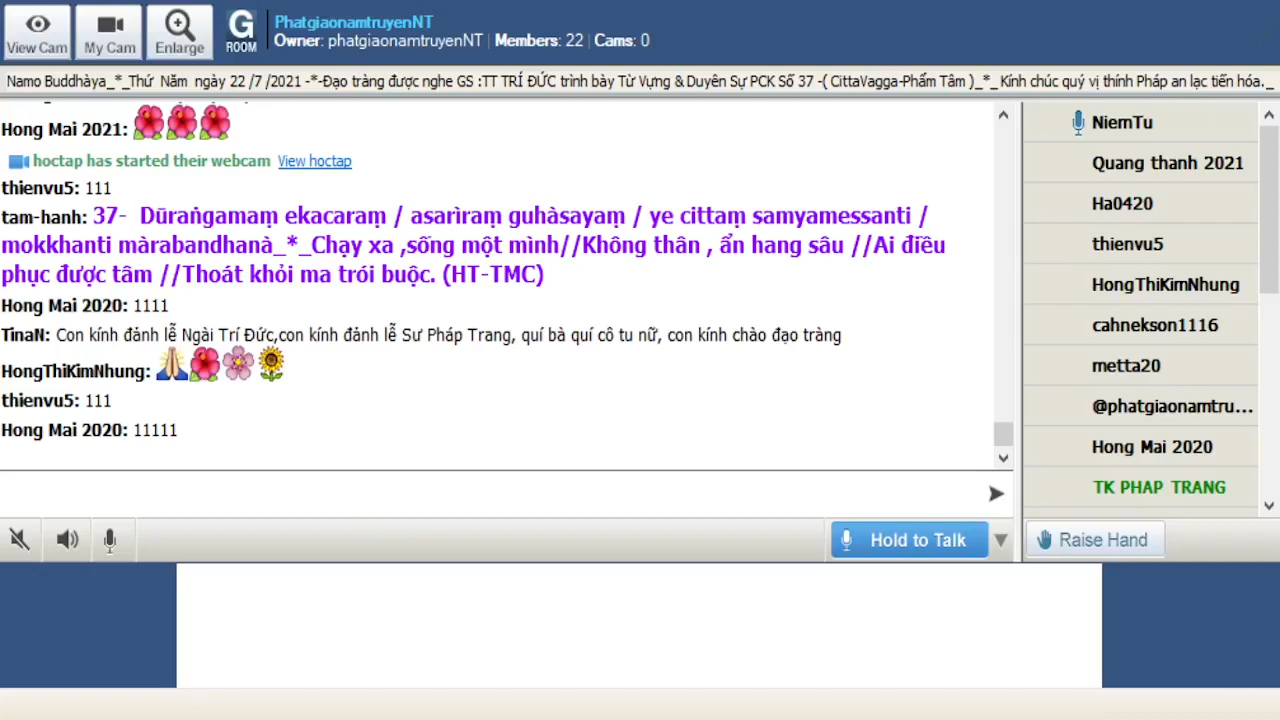 View Cam
My Cam
Enlarge
G
ROOM
PhatgiaonamtruyenNT
Owner: phatgiaonamtruyenNT | Members: 22 | Cams: 0
Namo Buddhàya_*_Thứ Năm ngày 22 /7 /2021 -*-Đạo tràng được nghe GS :TT TRÍ ĐỨC trình bày Từ Vựng & Duyên Sự PCK Số 37 -( CittaVagga-Phẩm Tâm )_*_Kính chúc quý vị thính Pháp an lạc tiến hóa._
Hong Mai 2021:
hoctap has started their webcam View hoctap
thienvu5: 111
tam-hanh: 37- Dūraṅgamaṃ ekacaraṃ / asarìraṃ guhàsayaṃ / ye cittaṃ samyamessanti /
mokkhanti màrabandhanà_*_Chạy xa ,sống một mình//Không thân , ẩn hang sâu //Ai điều
phục được tâm //Thoát khỏi ma trói buộc. (HT-TMC)
Hong Mai 2020: 1111
TinaN: Con kính đảnh lễ Ngài Trí Đức,con kính đảnh lễ Sư Pháp Trang, quí bà quí cô tu nữ, con kính chào đạo tràng
HongThiKimNhung:
thienvu5: 111
Hong Mai 2020: 11111
NiemTu
Quang thanh 2021
Ha0420
thienvu5
HongThiKimNhung
cahnekson1116
metta20
@phatgiaonamtru...
Hong Mai 2020
TK PHAP TRANG
Hold to Talk
Raise Hand